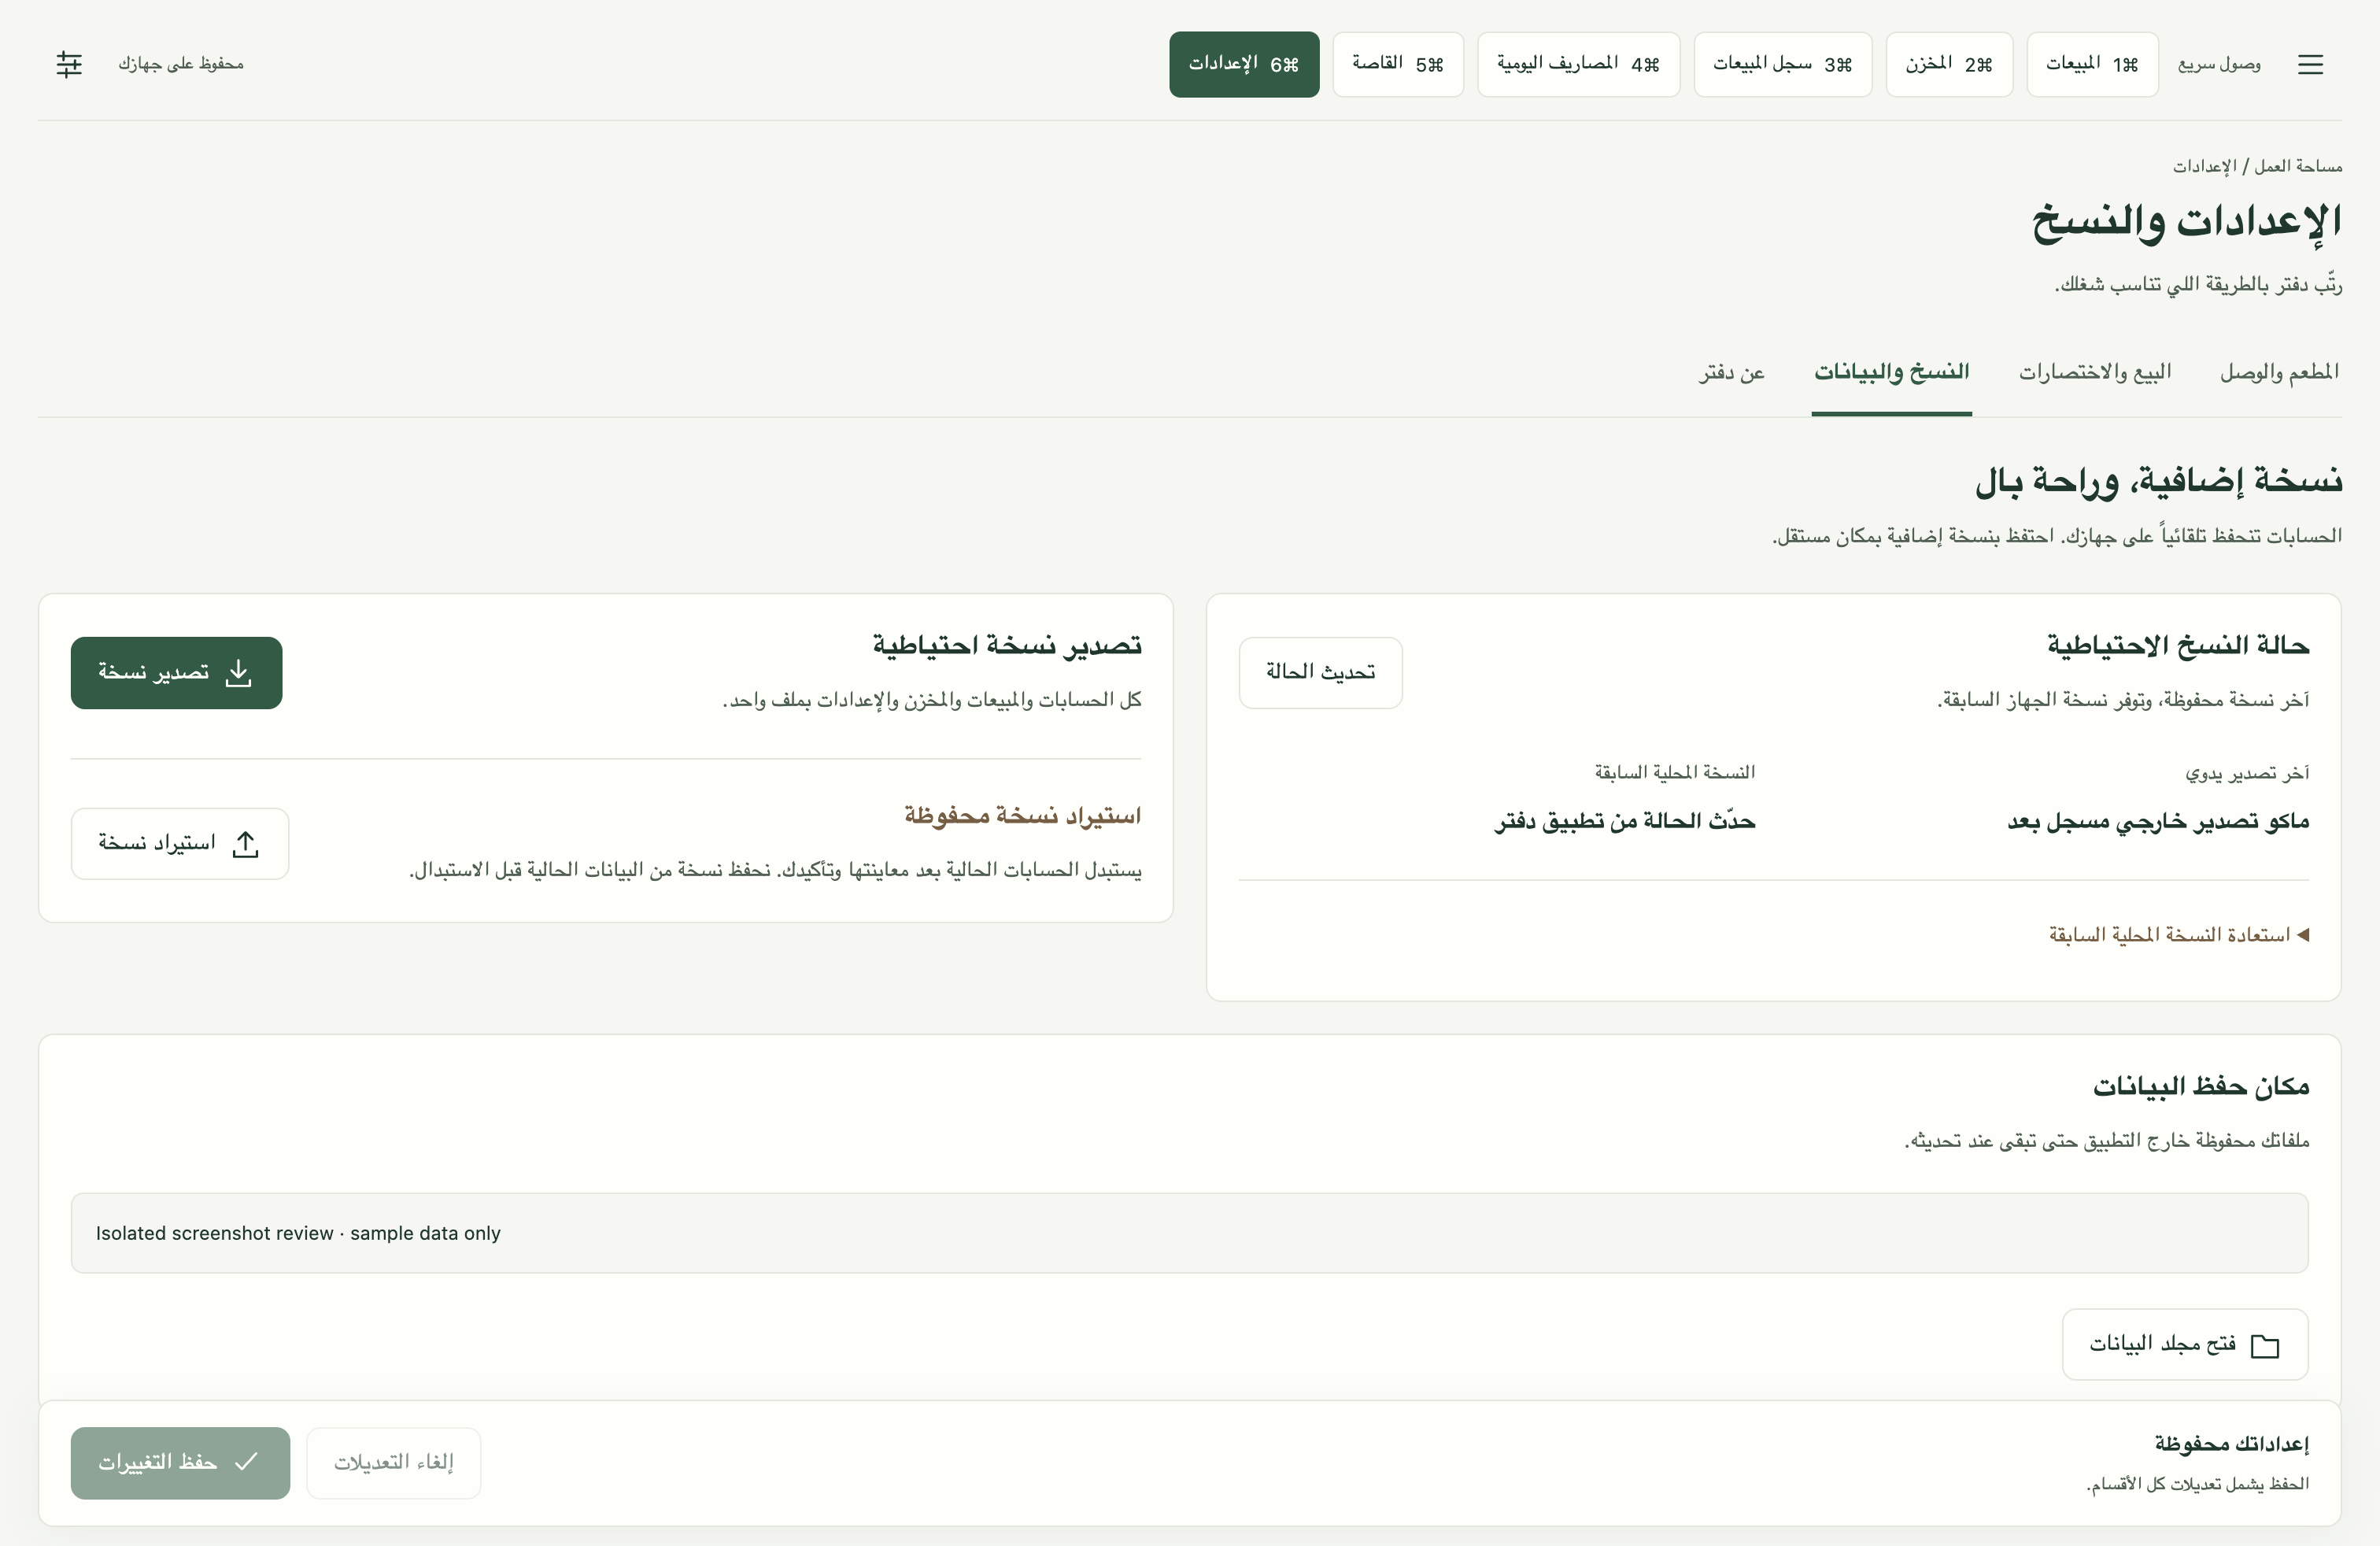 وصول سريع
⌘1 المبيعات
⌘2 المخزن
⌘3 سجل المبيعات
⌘4 المصاريف اليومية
⌘5 القاصة
⌘6 الإعدادات
محفوظ على جهازك
مساحة العمل / الإعدادات
الإعدادات والنسخ
رتّب دفتر بالطريقة اللي تناسب شغلك.
المطعم والوصل
البيع والاختصارات
النسخ والبيانات
عن دفتر
نسخة إضافية، وراحة بال
الحسابات تنحفظ تلقائياً على جهازك. احتفظ بنسخة إضافية بمكان مستقل.
حالة النسخ الاحتياطية
آخر نسخة محفوظة، وتوفر نسخة الجهاز السابقة.
تحديث الحالة
آخر تصدير يدوي
ماكو تصدير خارجي مسجل بعد
النسخة المحلية السابقة
حدّث الحالة من تطبيق دفتر
استعادة النسخة المحلية السابقة
تصدير نسخة احتياطية
كل الحسابات والمبيعات والمخزن والإعدادات بملف واحد.
تصدير نسخة
استيراد نسخة محفوظة
يستبدل الحسابات الحالية بعد معاينتها وتأكيدك. نحفظ نسخة من البيانات الحالية قبل الاستبدال.
استيراد نسخة
مكان حفظ البيانات
ملفاتك محفوظة خارج التطبيق حتى تبقى عند تحديثه.
Isolated screenshot review · sample data only
فتح مجلد البيانات
إعداداتك محفوظة
الحفظ يشمل تعديلات كل الأقسام.
إلغاء التعديلات
حفظ التغييرات